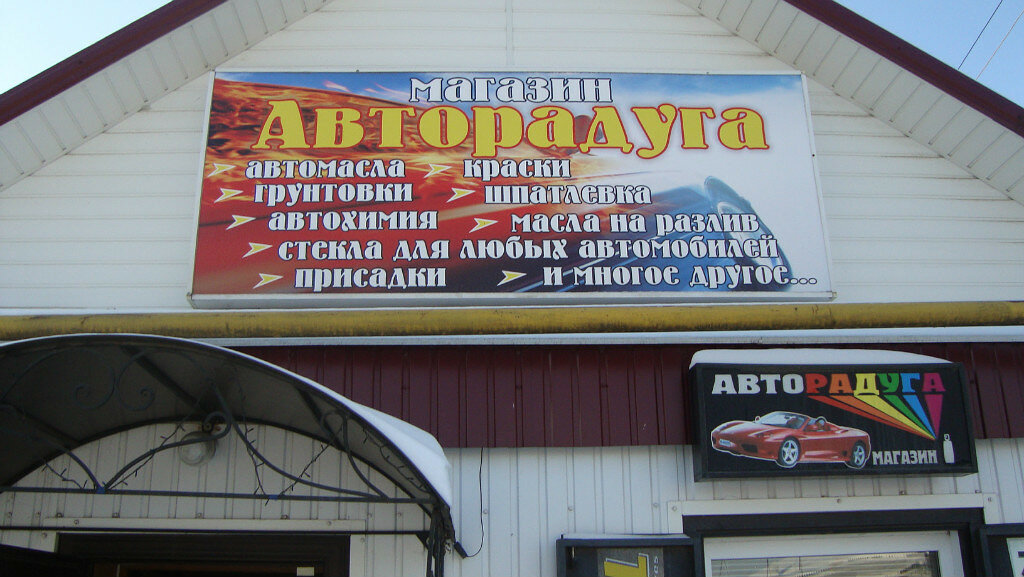 магазин
Авторадуга
автомасла краски
грунтовки шпатлевка
автохимия масла на разлив
стекла для любых автомобилей
присадки и многое другое...
АВТОРАДУГА
МАГАЗИН